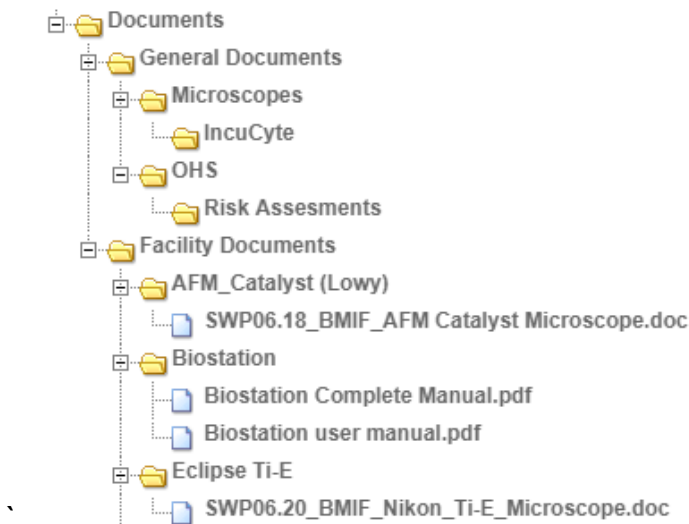 Documents
General Documents
Microscopes
IncuCyte
OHS
Risk Assesments
Facility Documents
AFM_Catalyst (Lowy)
SWP06.18_BMIF_AFM Catalyst Microscope.doc
Biostation
Biostation Complete Manual.pdf
Biostation user manual.pdf
Eclipse Ti-E
` SWP06.20_BMIF_Nikon_Ti-E_Microscope.doc